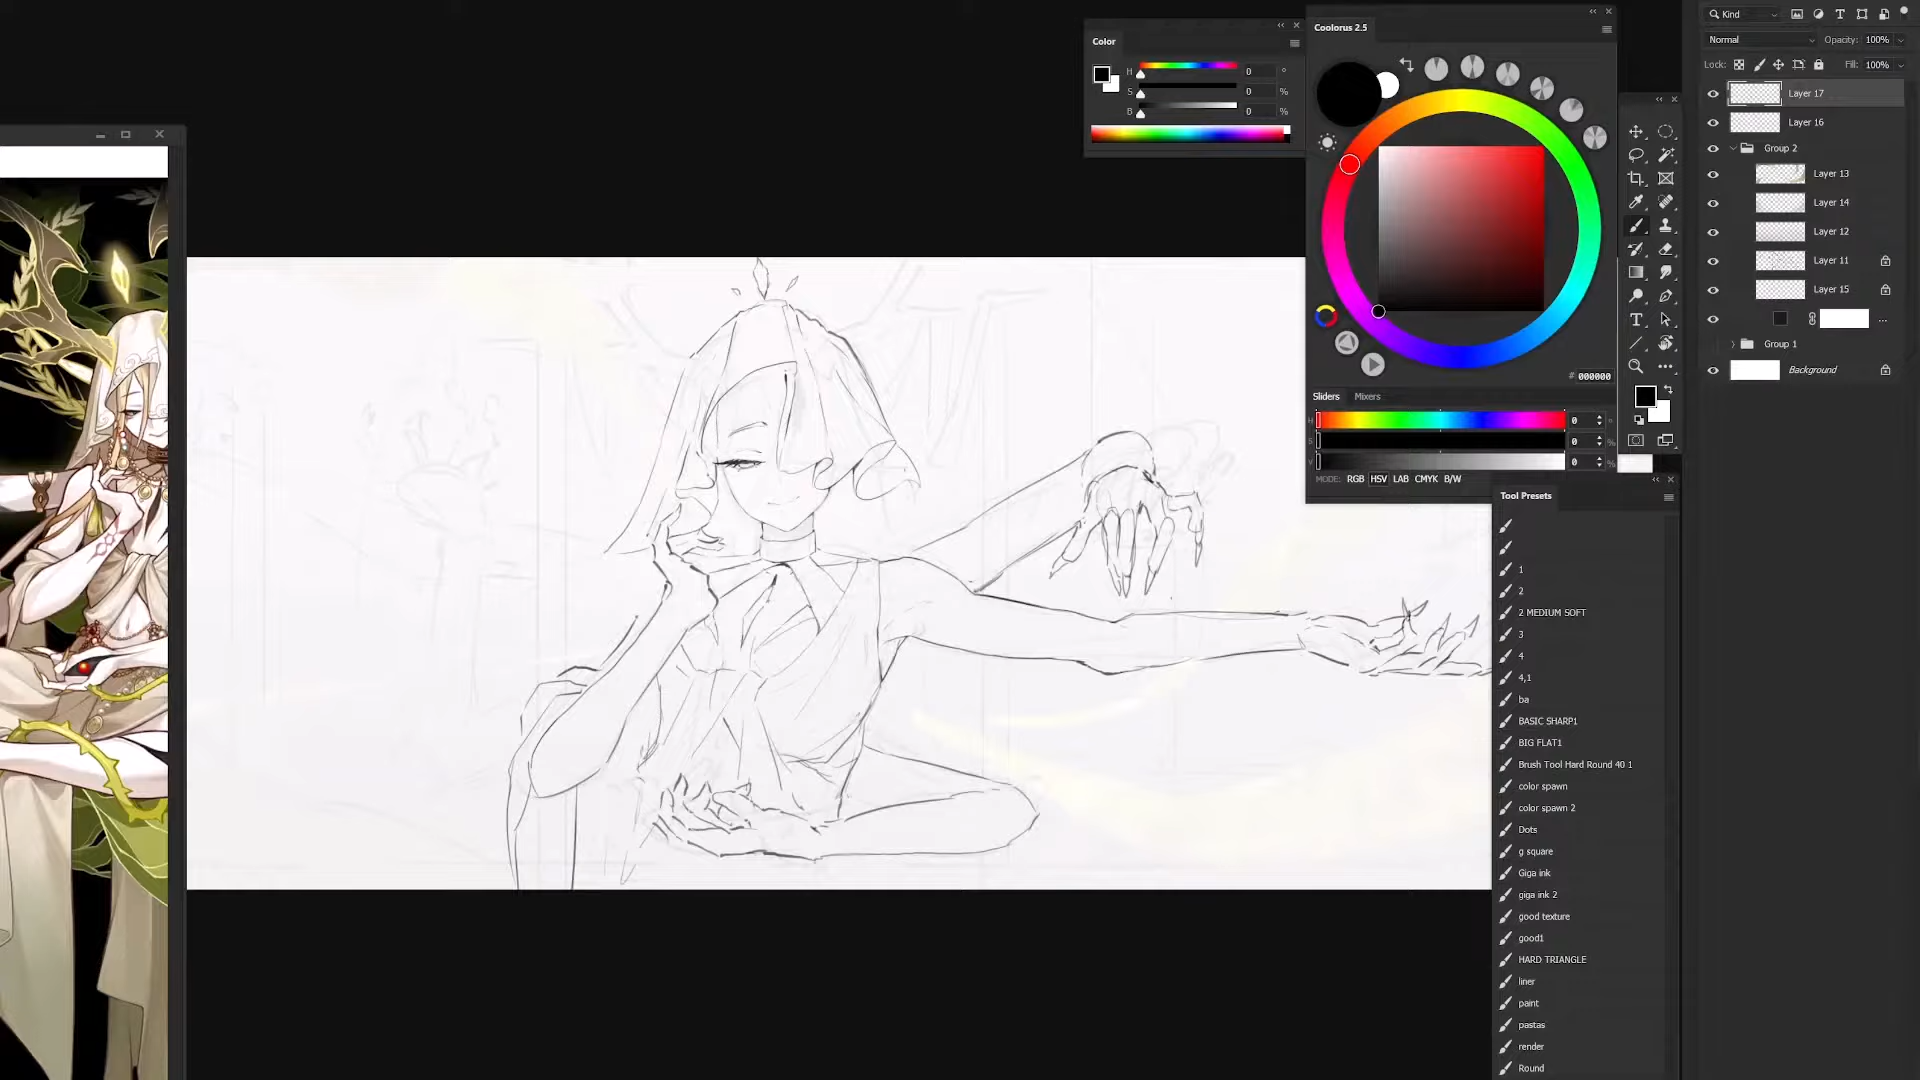 Color
H 0 °
S 0 %
B 0 %
Coolorus 2.5
# 000000
Sliders Mixers
H 0 °
S 0 %
V 0 %
MODE: RGB HSV LAB CMYK B/W
Tool Presets
1
2
2 MEDIUM SOFT
3
4
4,1
ba
BASIC SHARP1
BIG FLAT1
Brush Tool Hard Round 40 1
color spawn
color spawn 2
Dots
g square
Giga ink
giga ink 2
good texture
good1
HARD TRIANGLE
liner
paint
pastas
render
Round
Kind
Normal Opacity: 100%
Lock: Fill: 100%
Layer 17
Layer 16
Group 2
Layer 13
Layer 14
Layer 12
Layer 11
Layer 15
...
Group 1
Background